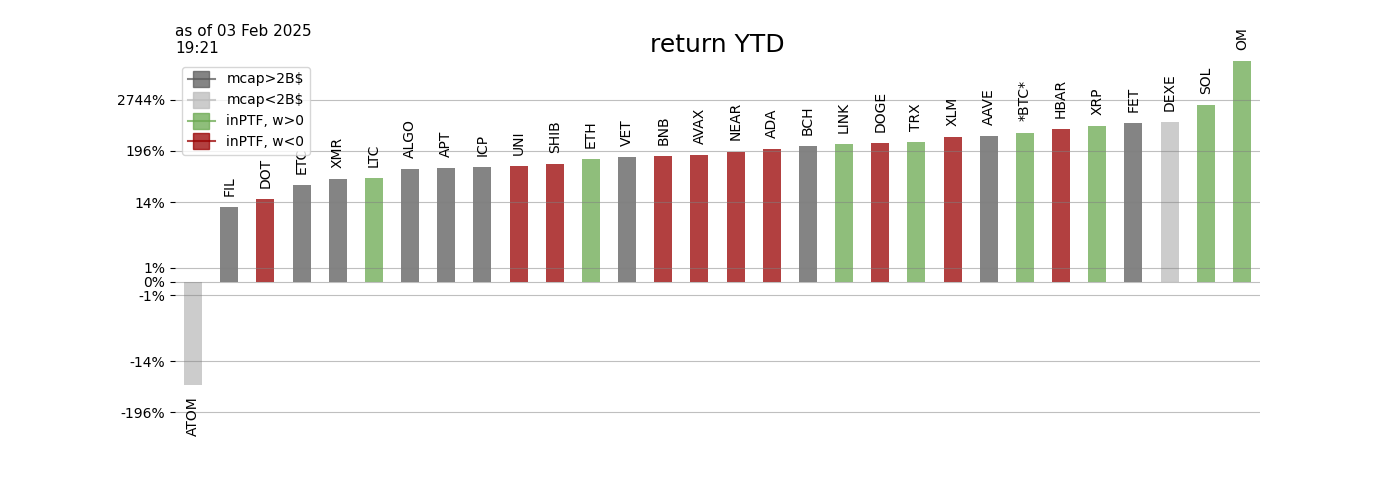 as of 03 Feb 2025
19:21
return YTD
mcap>2B$
mcap<2B$
inPTF, w>0
inPTF, w<0
2744%
196%
14%
1%
0%
-1%
-14%
-196%
ATOM
FIL
DOT
ETC
XMR
LTC
ALGO
APT
ICP
UNI
SHIB
ETH
VET
BNB
AVAX
NEAR
ADA
BCH
LINK
DOGE
TRX
XLM
AAVE
*BTC*
HBAR
XRP
FET
DEXE
SOL
OM